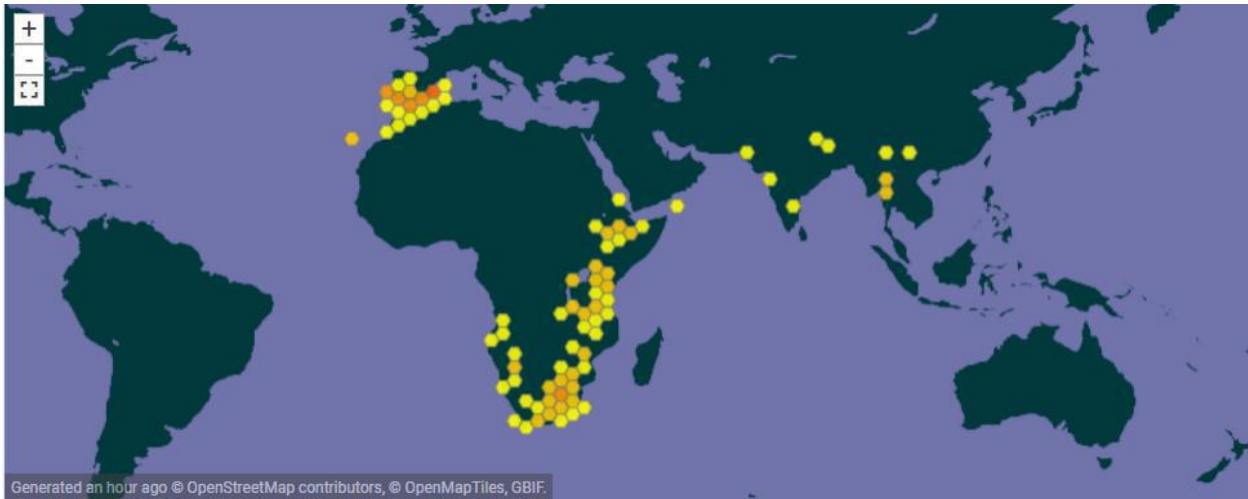 +
-
Generated an hour ago © OpenStreetMap contributors, © OpenMapTiles, GBIF.